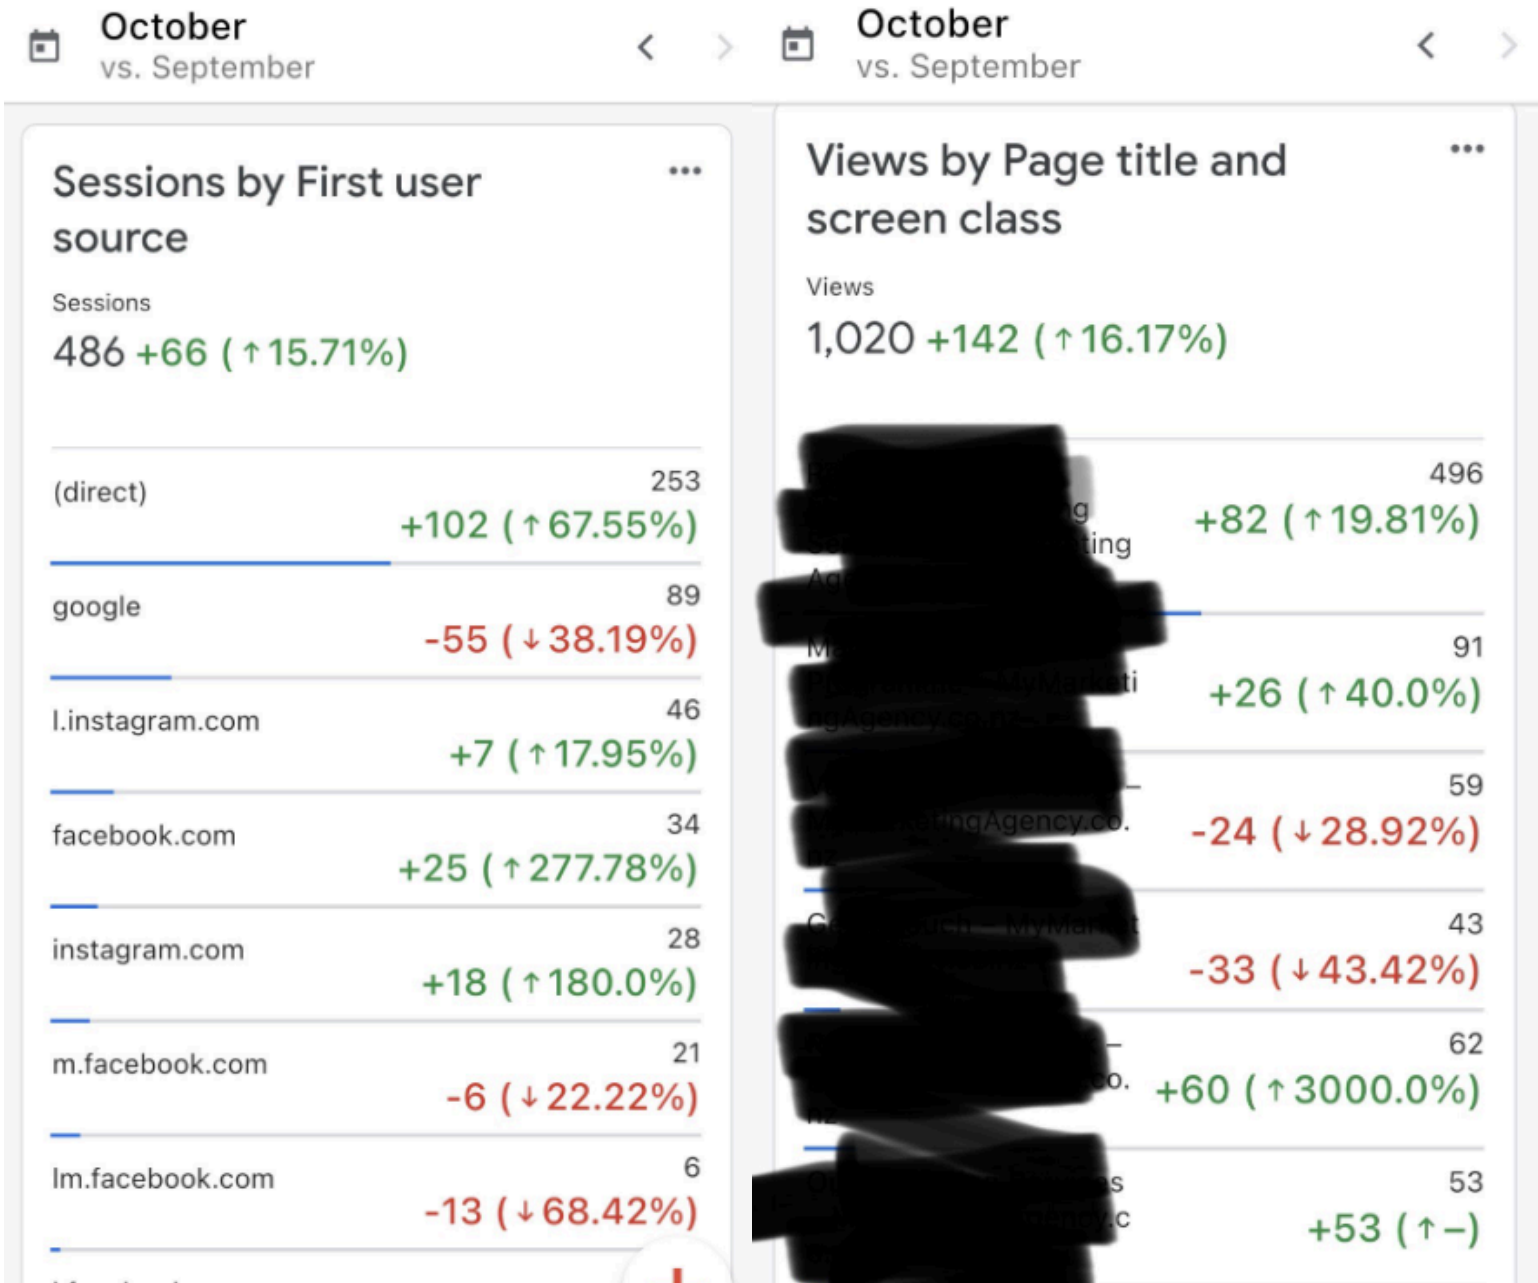 October
vs. September
Sessions by First user
source
Sessions
486 +66 (↑15.71%)
(direct)
253
+102 (↑67.55%)
google
89
-55 (↓38.19%)
l.instagram.com
46
+7 (↑17.95%)
facebook.com
34
+25 (↑277.78%)
instagram.com
28
+18 (↑180.0%)
m.facebook.com
21
-6 (↓22.22%)
lm.facebook.com
6
-13 (↓68.42%)
October
vs. September
Views by Page title and
screen class
Views
1,020 +142 (↑16.17%)
496
+82 (↑19.81%)
91
+26 (↑40.0%)
59
-24 (↓28.92%)
43
-33 (↓43.42%)
62
+60 (↑3000.0%)
53
+53 (↑–)